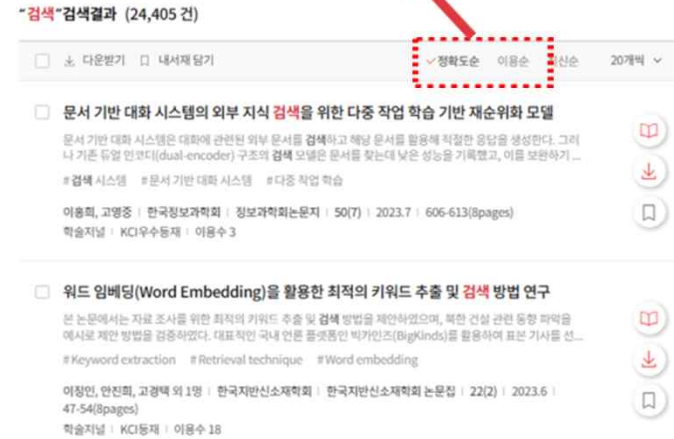 "검색"검색결과 (24,405 건)
다운받기 내서재 담기 ✓정확도순 이용순 최신순 20개씩
문서 기반 대화 시스템의 외부 지식 검색을 위한 다중 작업 학습 기반 재순위화 모델
문서 기반 대화 시스템은 대화에 관련된 외부 문서를 검색하고 해당 문서를 활용해 적절한 응답을 생성한다. 그러
나 기존 듀얼 인코더(dual-encoder) 구조의 검색 모델은 문서를 찾는데 낮은 성능을 기록했고, 이를 보완하기 ...
#검색 시스템 #문서 기반 대화 시스템 #다중 작업 학습
이홍희, 고영중 | 한국정보과학회 | 정보과학회논문지 | 50(7) | 2023.7 | 606-613(8pages)
학술저널 | KCI우수등재 | 이용수 3
워드 임베딩(Word Embedding)을 활용한 최적의 키워드 추출 및 검색 방법 연구
본 논문에서는 자료 조사를 위한 최적의 키워드 추출 및 검색 방법을 제안하였으며, 북한 건설 관련 동향 파악을
예시로 제안 방법을 검증하였다. 대표적인 국내 언론 플랫폼인 빅카인즈(BigKinds)를 활용하여 표본 기사를 선...
#Keyword extraction #Retrieval technique #Word embedding
이정인, 안진희, 고경택 외 1명 | 한국지반신소재학회 | 한국지반신소재학회 논문집 | 22(2) | 2023.6 |
47-54(8pages)
학술저널 | KCI등재 | 이용수 18